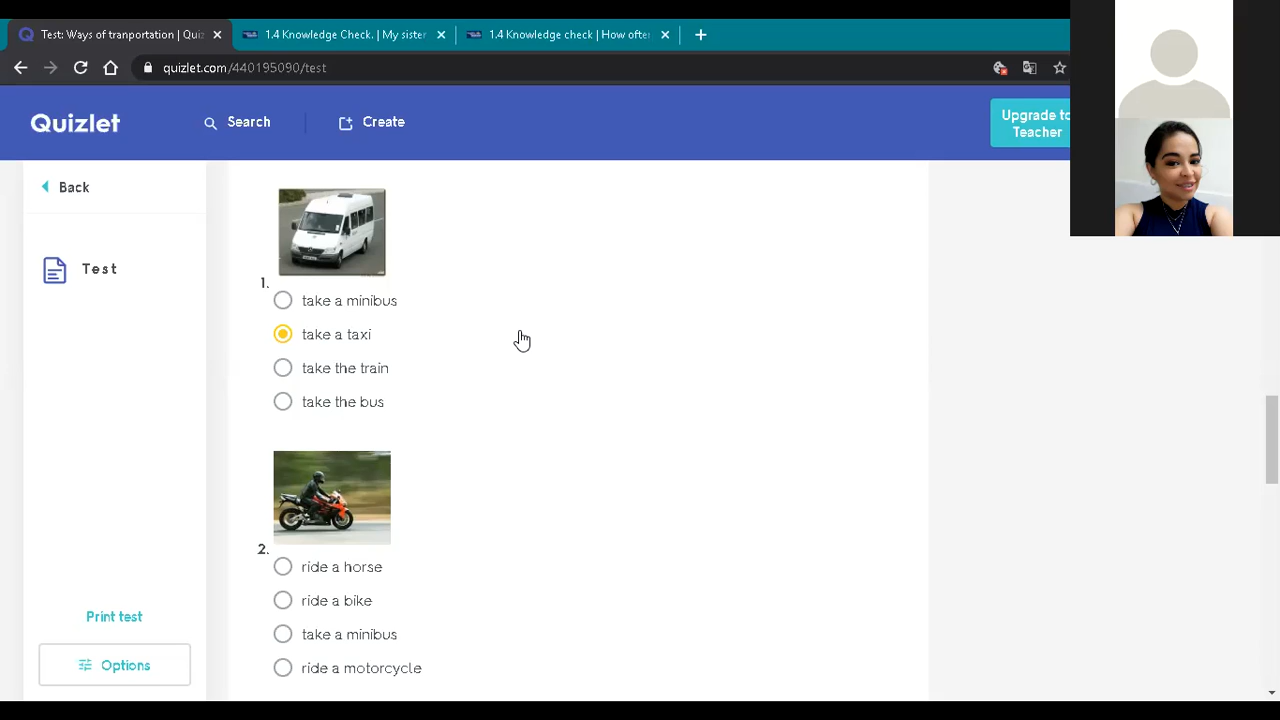 Test: Ways of tranportation | Quiz
1.4 Knowledge Check. | My sister
1.4 Knowledge check | How ofte
quizlet.com/440195090/test
Quizlet
Search
Create
Upgrade to
Teacher
Back
Test
1.
take a minibus
take a taxi
take the train
take the bus
2.
ride a horse
ride a bike
take a minibus
ride a motorcycle
Print test
Options